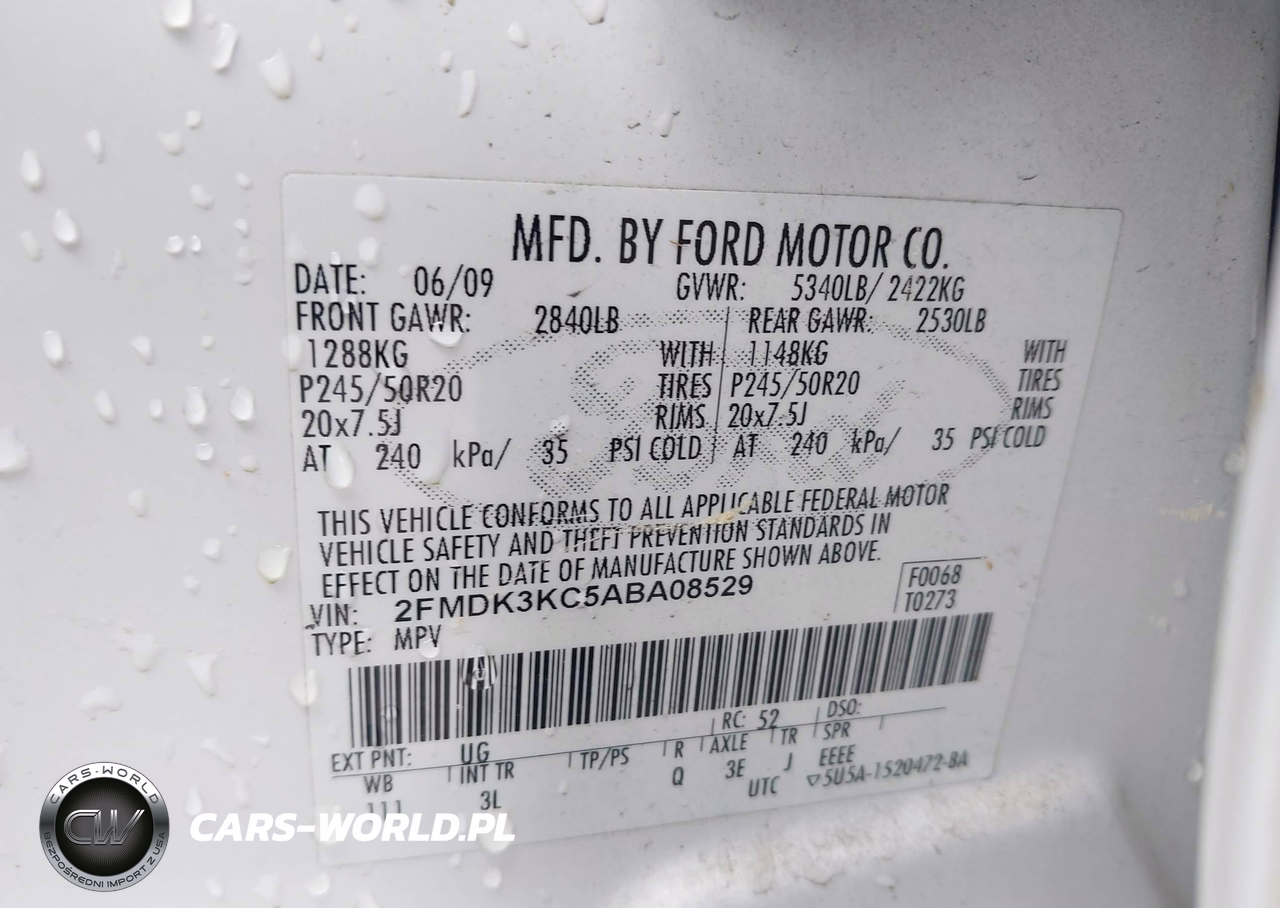 MFD. BY FORD MOTOR CO.
DATE: 06/09 GVWR: 5340LB/ 2422KG
FRONT GAWR: 2840LB REAR GAWR: 2530LB
1288KG WITH 1148KG WITH
P245/50R20 TIRES P245/50R20 TIRES
20x7.5J RIMS 20x7.5J RIMS
AT 240 kPa/ 35 PSI COLD AT 240 kPa/ 35 PSI COLD
THIS VEHICLE CONFORMS TO ALL APPLICABLE FEDERAL MOTOR
VEHICLE SAFETY AND THEFT PREVENTION STANDARDS IN
EFFECT ON THE DATE OF MANUFACTURE SHOWN ABOVE.
VIN: 2FMDK3KC5ABA08529
F0068
T0273
TYPE: MPV
EXT PNT: UG RC: 52 DSO:
WB INT TR TP/PS R AXLE TR SPR
111 3L Q 3E J EEEE
UTC ▽5U5A-1520472-BA
CARS-WORLD
CW
BEZPOŚREDNI IMPORT Z USA
CARS-WORLD.PL